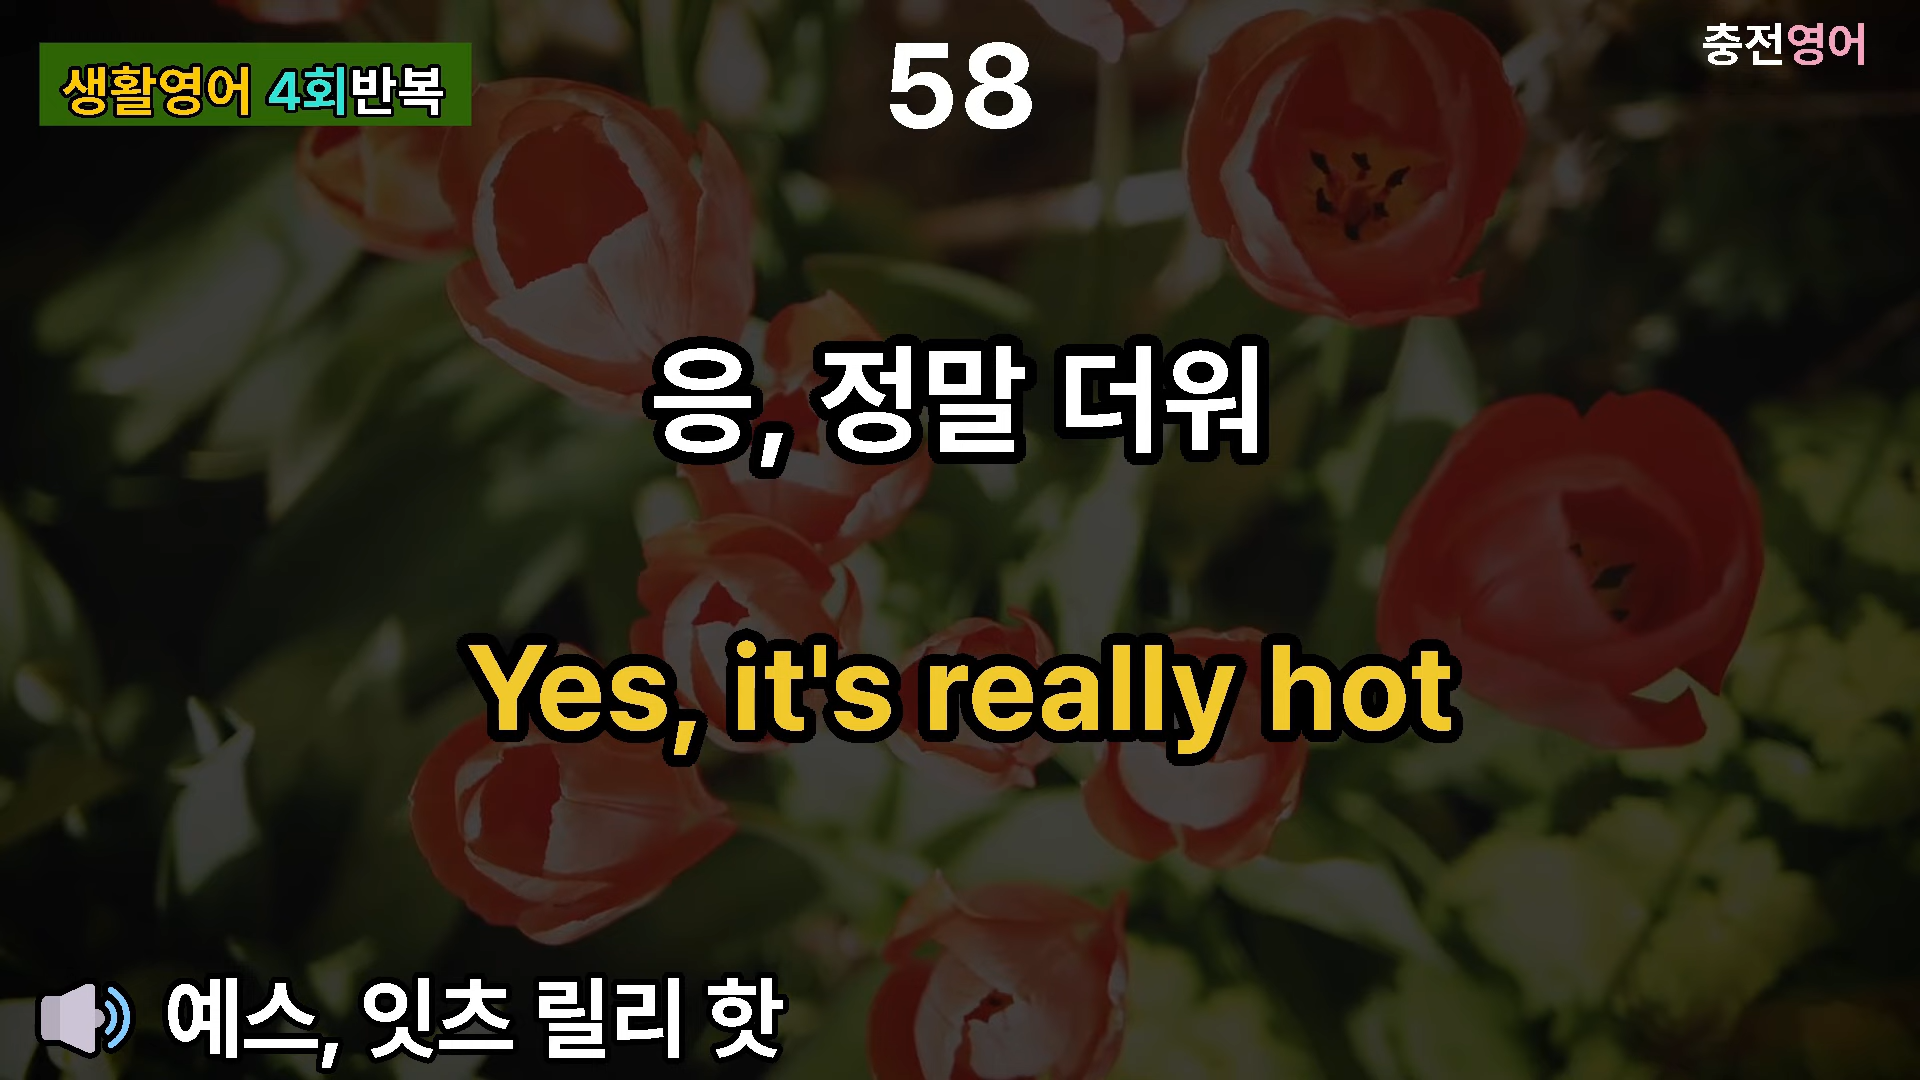 생활영어 4회반복
58
충전영어
응, 정말 더워
Yes, it's really hot
예스, 잇츠 릴리 핫